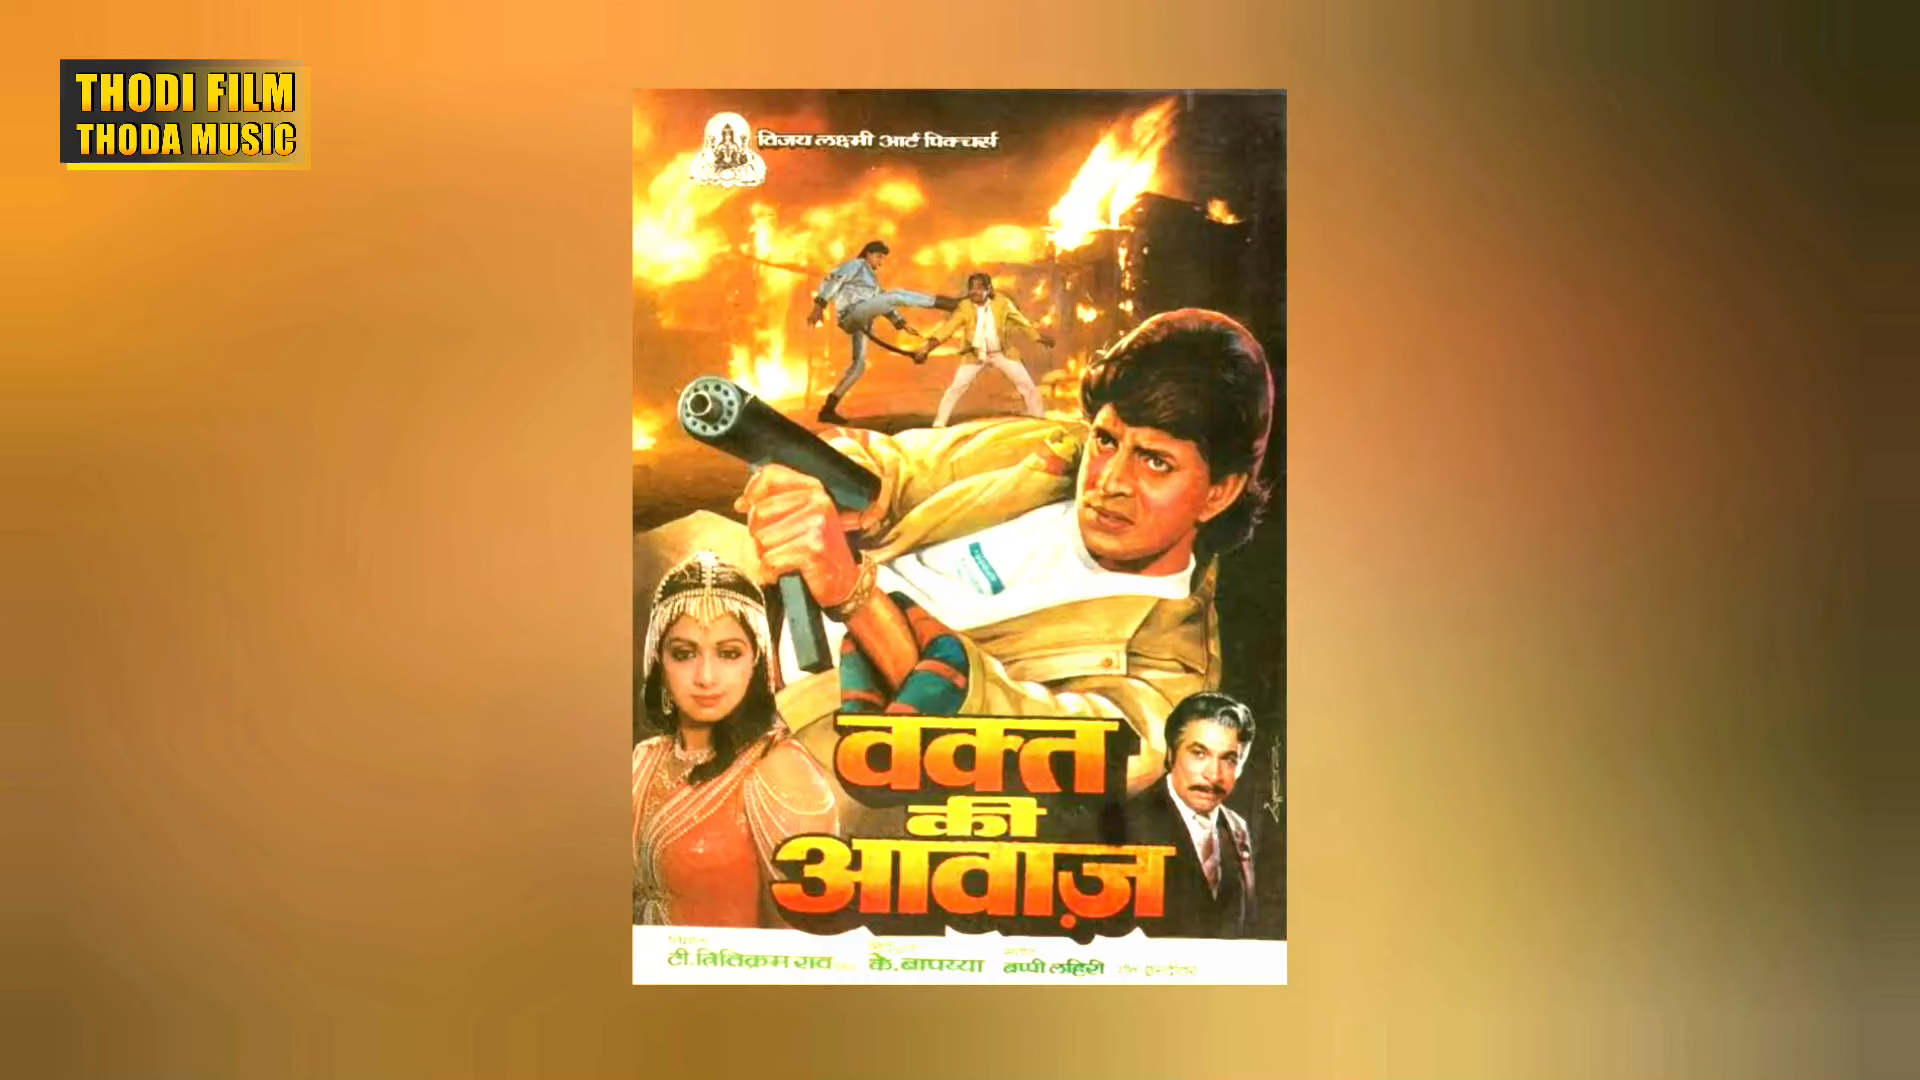 THODI FILM
THODA MUSIC
विजय लक्ष्मी आर्ट पिक्चर्स
वक्त
की
आवाज़
टी. त्रिविक्रम राव के. बापय्या बप्पी लहिरी